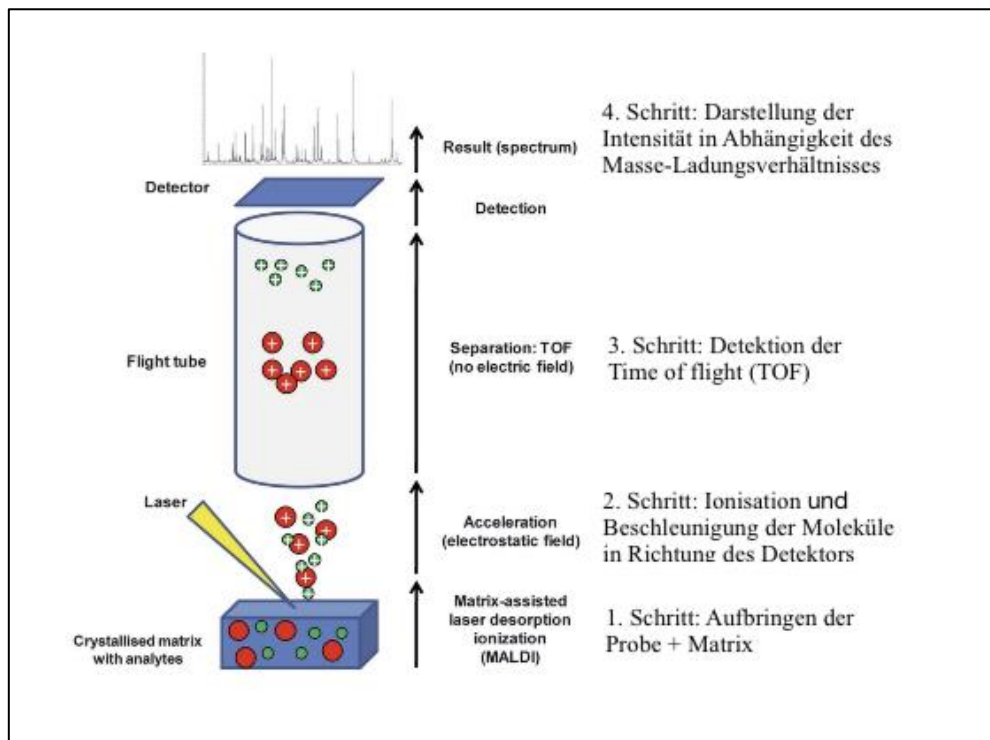 4. Schritt: Darstellung der
Intensität in Abhängigkeit des
Masse-Ladungsverhältnisses
Result (spectrum)
Detector
Detection
Flight tube
Separation: TOF
(no electric field)
3. Schritt: Detektion der
Time of flight (TOF)
Laser
Acceleration
(electrostatic field)
2. Schritt: Ionisation und
Beschleunigung der Moleküle
in Richtung des Detektors
Crystallised matrix
with analytes
Matrix-assisted
laser desorption
ionization
(MALDI)
1. Schritt: Aufbringen der
Probe + Matrix